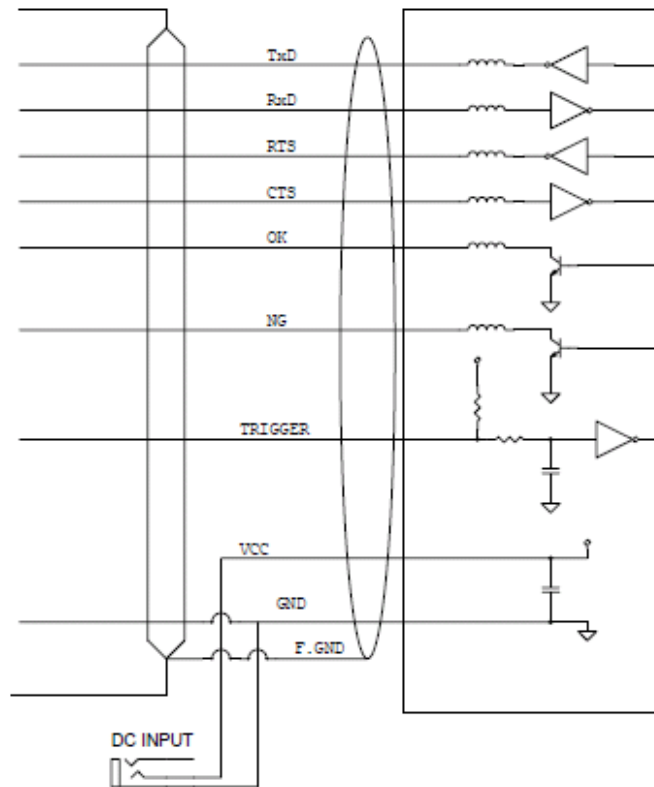 TxD
RxD
RTS
CTS
OK
NG
TRIGGER
VCC
GND
F.GND
DC INPUT